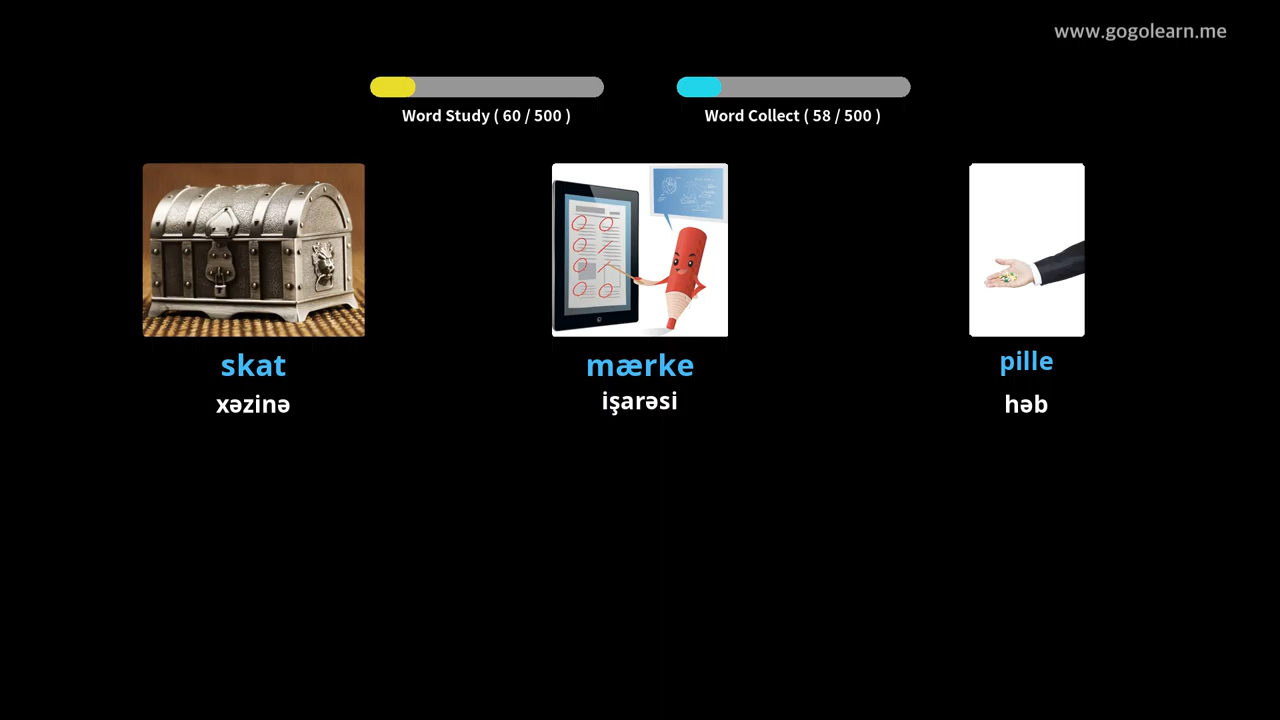 www.gogolearn.me
Word Study ( 60 / 500 )
Word Collect ( 58 / 500 )
skat
mærke
pille
xəzinə
işarəsi
həb